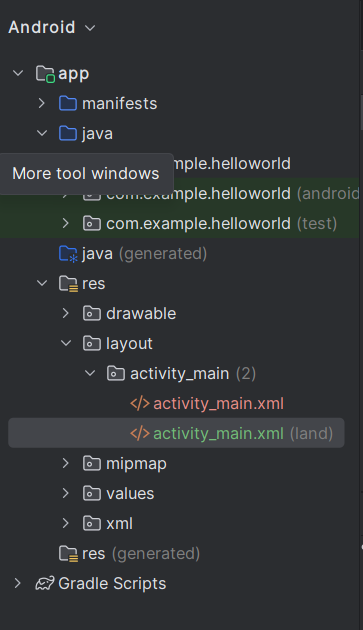 Android
app
manifests
java
More tool windows
mple.helloworld
com.example.helloworld (android
com.example.helloworld (test)
java (generated)
res
drawable
layout
activity_main (2)
activity_main.xml
activity_main.xml (land)
mipmap
values
xml
res (generated)
Gradle Scripts